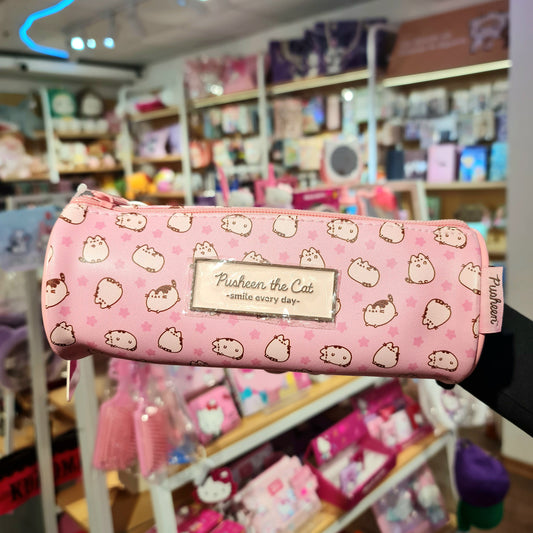 Pusheen the Cat
-smile every day-
Pusheen